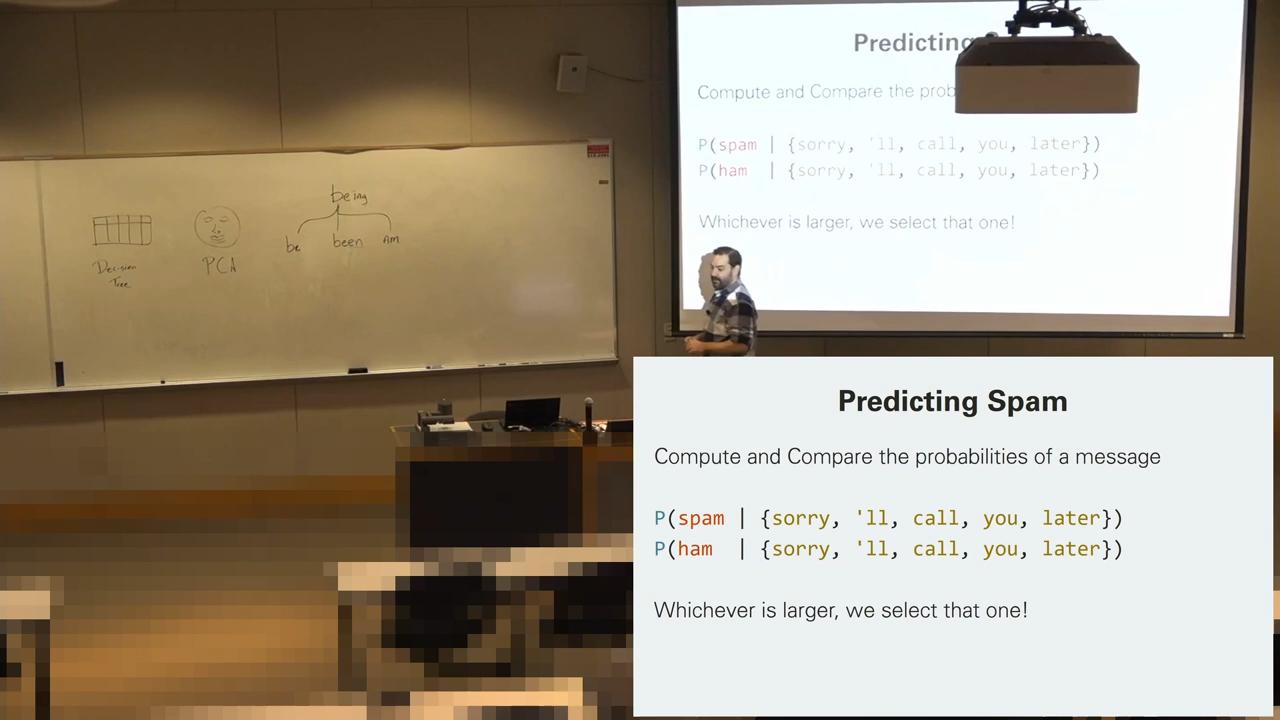 being
be been Am
Decision
Tree
PCA
Predicting
Compute and Compare the prob
P(spam | {sorry, 'll, call, you, later})
P(ham | {sorry, 'll, call, you, later})
Whichever is larger, we select that one!
Predicting Spam
Compute and Compare the probabilities of a message
P(spam | {sorry, 'll, call, you, later})
P(ham | {sorry, 'll, call, you, later})
Whichever is larger, we select that one!